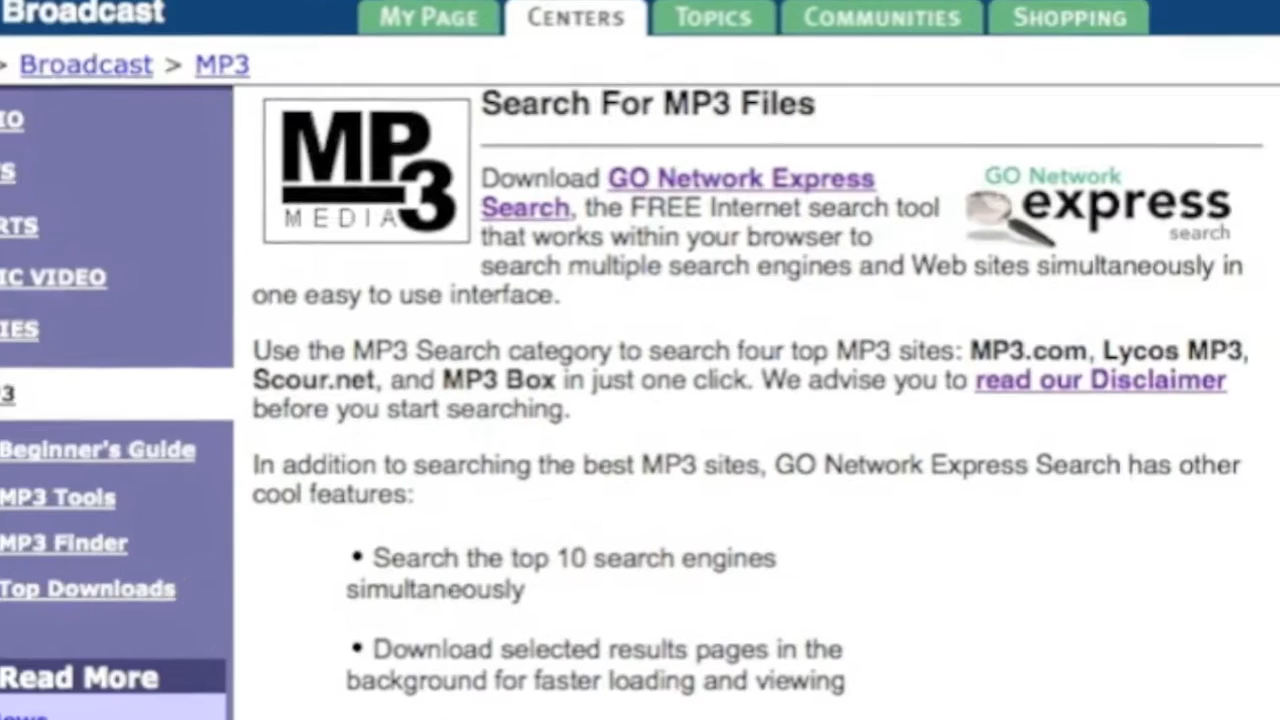 Broadcast
MY PAGE
CENTERS
TOPICS
COMMUNITIES
SHOPPING
> Broadcast > MP3
IO
S
RTS
IC VIDEO
IES
3
Beginner's Guide
MP3 Tools
MP3 Finder
Top Downloads
Read More
MP3
MEDIA
Search For MP3 Files
Download GO Network Express
Search, the FREE Internet search tool
that works within your browser to
search multiple search engines and Web sites simultaneously in
one easy to use interface.
GO Network
express
search
Use the MP3 Search category to search four top MP3 sites: MP3.com, Lycos MP3,
Scour.net, and MP3 Box in just one click. We advise you to read our Disclaimer
before you start searching.
In addition to searching the best MP3 sites, GO Network Express Search has other
cool features:
• Search the top 10 search engines
simultaneously
• Download selected results pages in the
background for faster loading and viewing